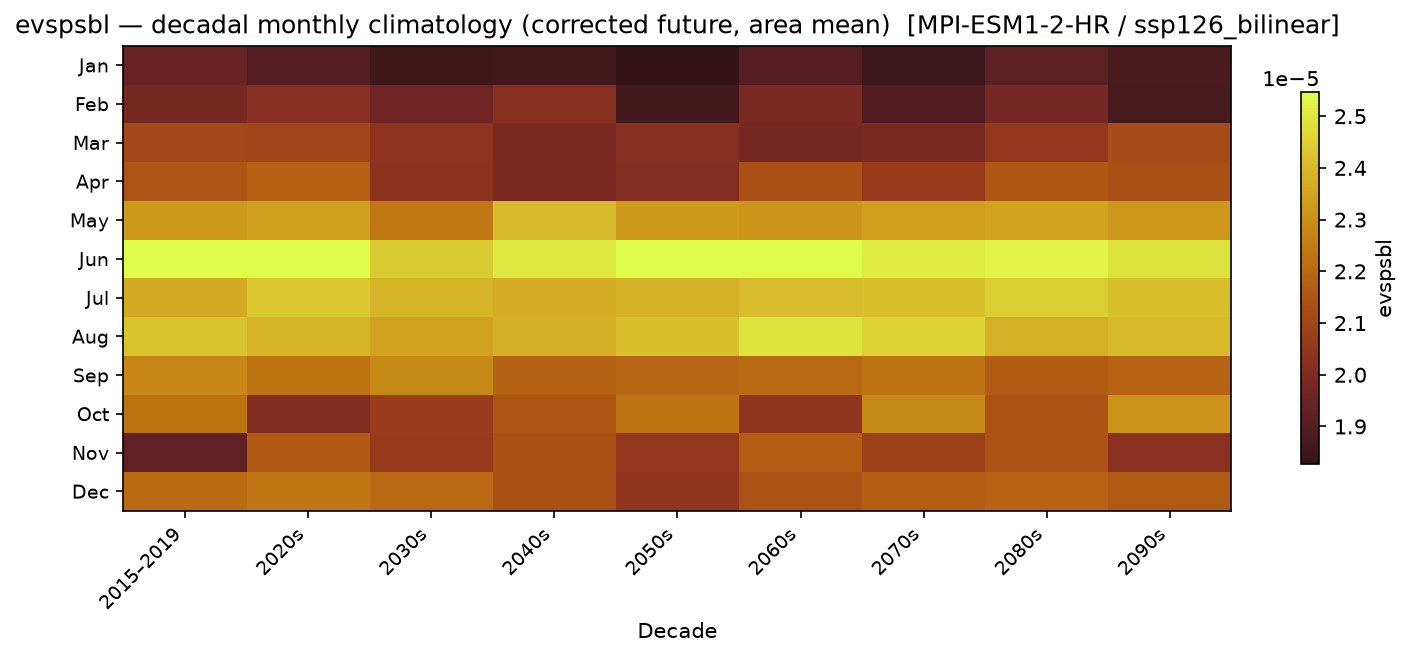 evspsbl — decadal monthly climatology (corrected future, area mean)  [MPI-ESM1-2-HR / ssp126_bilinear]
Jan
Feb
Mar
Apr
May
Jun
Jul
Aug
Sep
Oct
Nov
Dec
2015–2019
2020s
2030s
2040s
2050s
2060s
2070s
2080s
2090s
Decade
1e−5
2.5
2.4
2.3
2.2
2.1
2.0
1.9
evspsbl